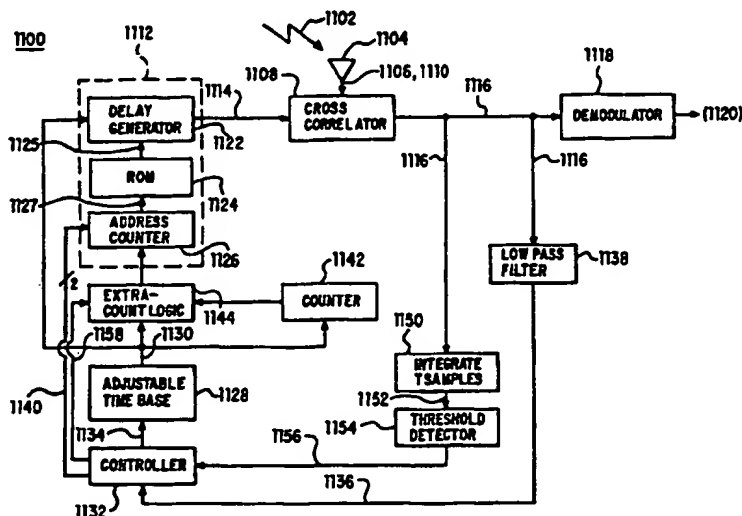 1100
1112
1102
1104
1114
1108
1106, 1110
1116
1118
DELAY
GENERATOR
CROSS
CORRELATOR
DEMODULATOR
(1120)
1125
1122
1116
1116
ROM
1127
1124
ADDRESS
COUNTER
1126
1142
LOW PASS
FILTER
1138
2
EXTRA-
COUNT LOGIC
COUNTER
1158
1144
1130
1150
INTEGRATE
T SAMPLES
1140
ADJUSTABLE
TIME BASE
1128
1152
1154
THRESHOLD
DETECTOR
1134
1156
CONTROLLER
1136
1132